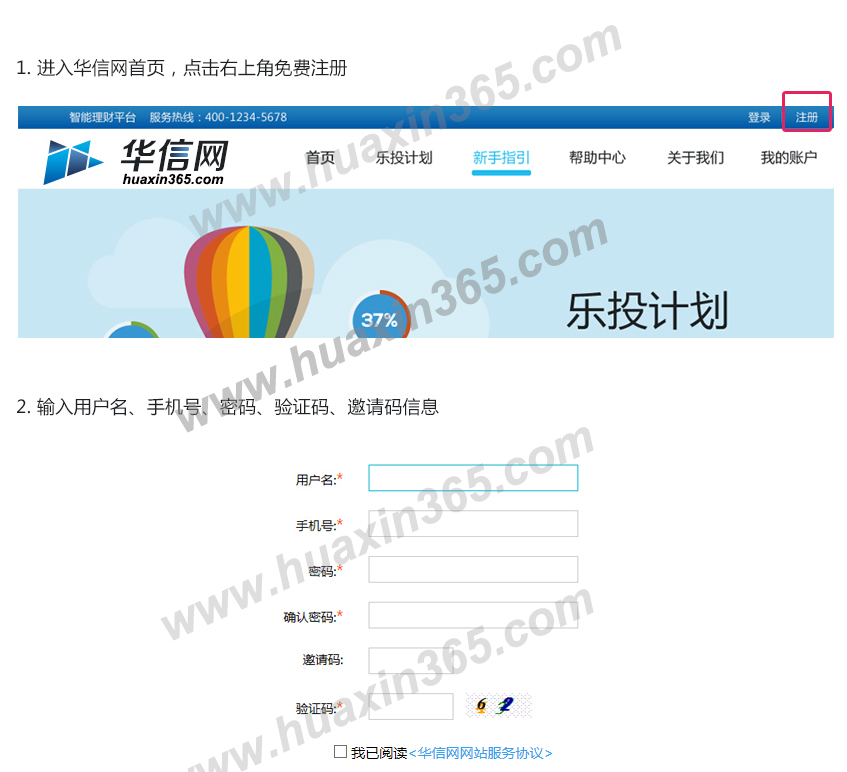 1. 进入华信网首页，点击右上角免费注册
智能理财平台 服务热线：400-1234-5678 登录 注册
华信网
huaxin365.com
首页 乐投计划 新手指引 帮助中心 关于我们 我的账户
www.huaxin365.com
37%
乐投计划
www.huaxin365.com
2. 输入用户名、手机号、密码、验证码、邀请码信息
用户名:*
手机号:*
www.huaxin365.com
密码:*
确认密码:*
邀请码:
验证码:* 6 2
www.huaxin365.com
我已阅读<华信网网站服务协议>